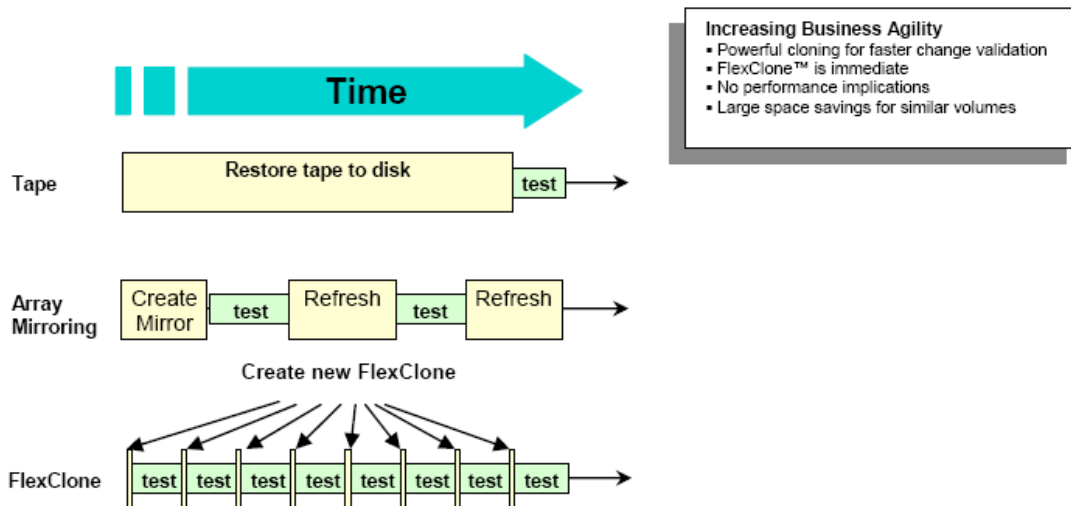 Increasing Business Agility
▪ Powerful cloning for faster change validation
▪ FlexClone™ is immediate
▪ No performance implications
▪ Large space savings for similar volumes
Time
Tape
Restore tape to disk
test
Array
Mirroring
Create
Mirror
test
Refresh
test
Refresh
Create new FlexClone
FlexClone
test test test test test test test test